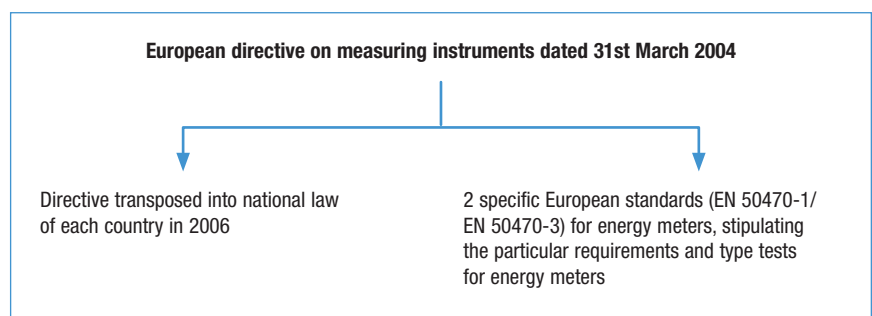 European directive on measuring instruments dated 31st March 2004
Directive transposed into national law
of each country in 2006
2 specific European standards (EN 50470-1/
EN 50470-3) for energy meters, stipulating
the particular requirements and type tests
for energy meters